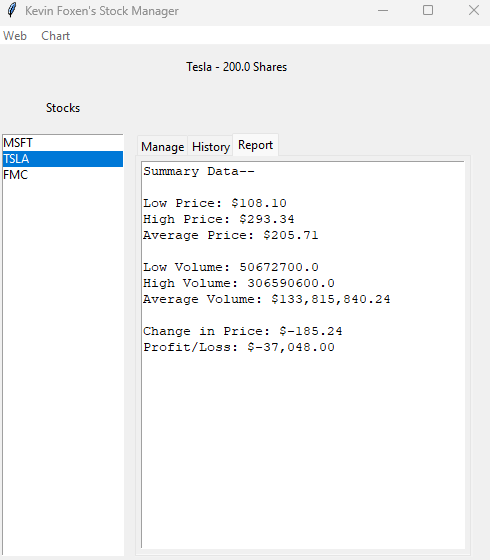 Kevin Foxen's Stock Manager
Web Chart
Tesla - 200.0 Shares
Stocks
MSFT
TSLA
FMC
Manage History Report
Summary Data--
Low Price: $108.10
High Price: $293.34
Average Price: $205.71
Low Volume: 50672700.0
High Volume: 306590600.0
Average Volume: $133,815,840.24
Change in Price: $-185.24
Profit/Loss: $-37,048.00